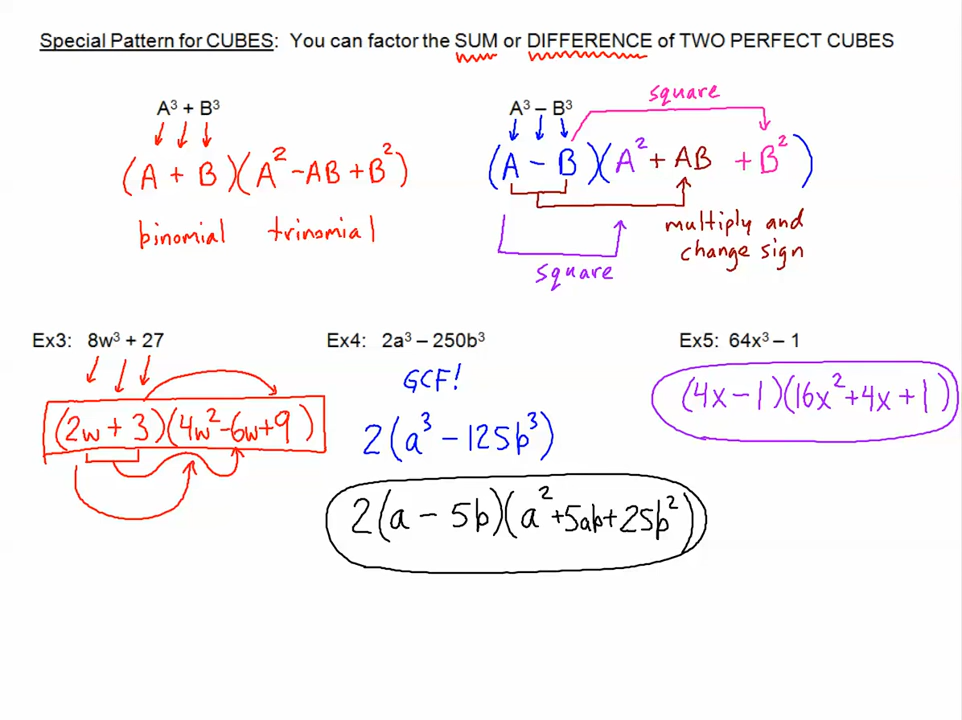 Special Pattern for CUBES: You can factor the SUM or DIFFERENCE of TWO PERFECT CUBES
A³ + B³
(A + B)(A² -AB +B²)
binomial trinomial
square
A³ – B³
(A – B)(A² + AB + B²)
multiply and
change sign
square
Ex3: 8w³ + 27
(2w + 3)(4w² -6w+9)
Ex4: 2a³ – 250b³
GCF!
2(a³ – 125b³)
2(a – 5b)(a² +5ab+25b²)
Ex5: 64x³ – 1
(4x – 1)(16x² +4x +1)